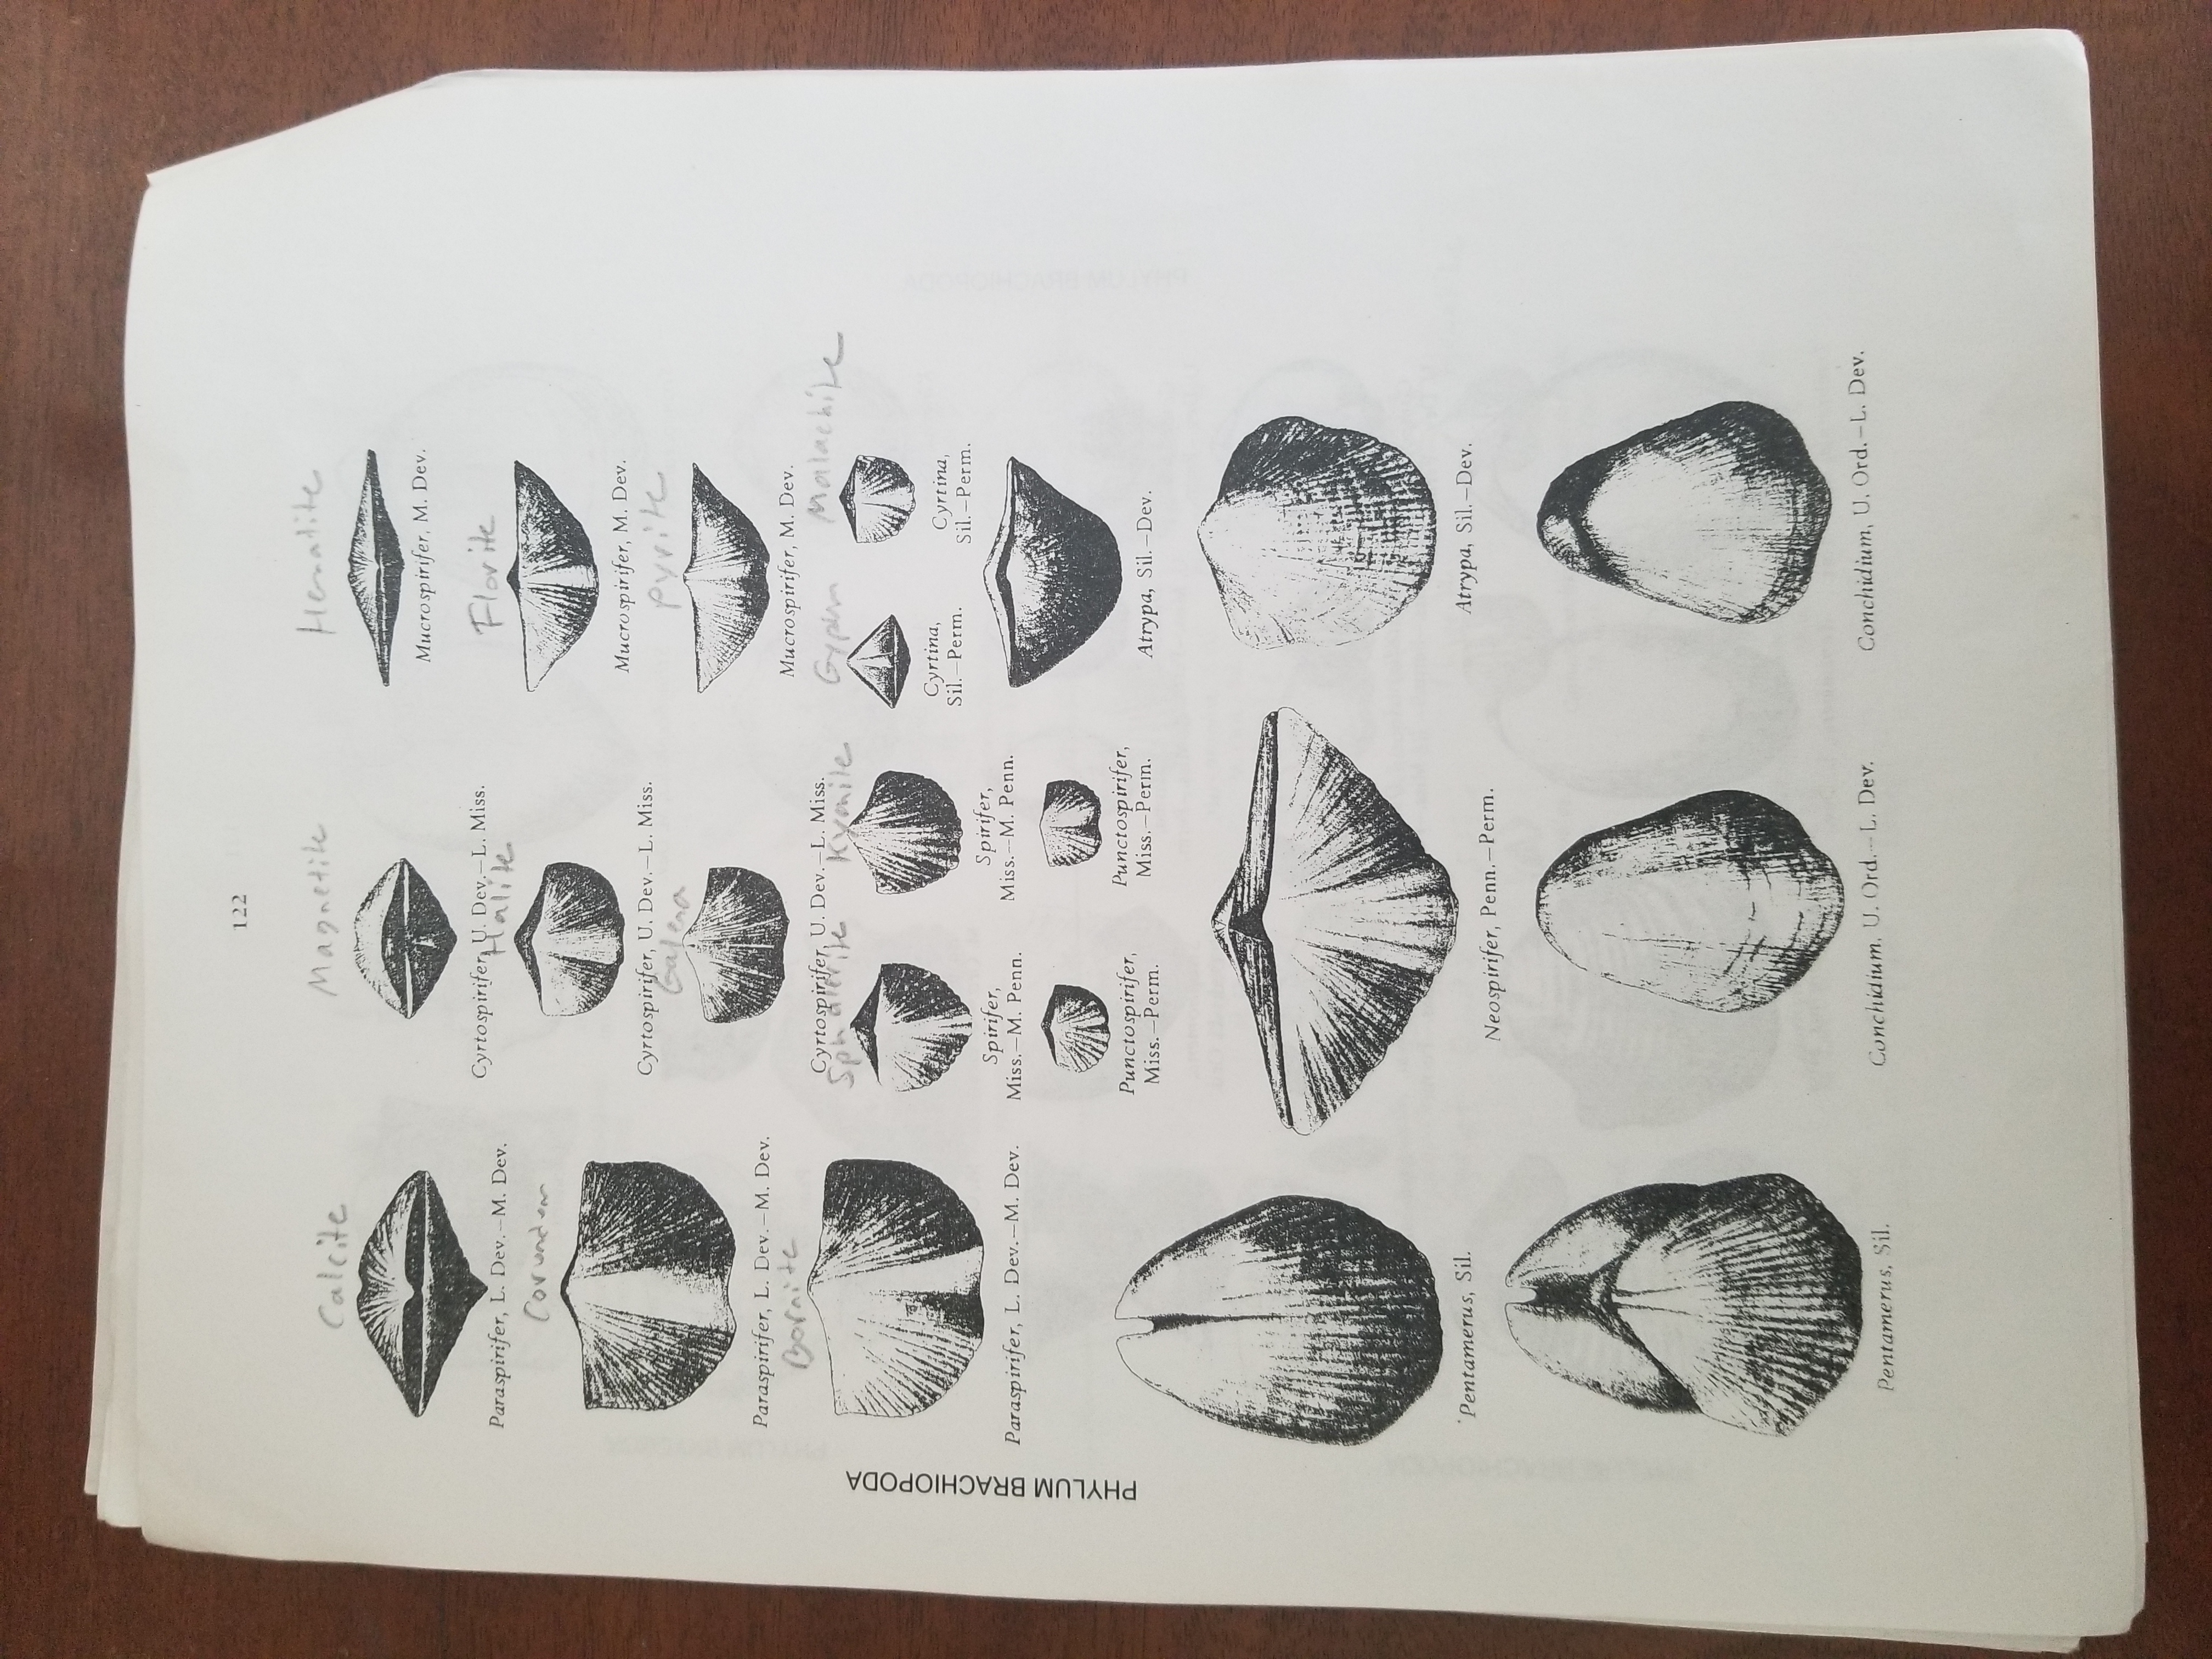 122
Calcite
Magnetite
Hematite
Paraspirifer, L. Dev.—M. Dev.
Cyrtospirifer, U. Dev.—L. Miss.
Mucrospirifer, M. Dev.
Corundum
Halite
Florite
Paraspirifer, L. Dev.—M. Dev.
Cyrtospirifer, U. Dev.—L. Miss.
Mucrospirifer, M. Dev.
Bornite
Galena
pyrite
Paraspirifer, L. Dev.—M. Dev.
Cyrtospirifer, U. Dev.—L. Miss.
Mucrospirifer, M. Dev.
Sphalerite
Kyanite
Malachite
Spirifer,
Miss.—M. Penn.
Spirifer,
Miss.—M. Penn.
Cyrtina,
Sil.—Perm.
Cyrtina,
Sil.—Perm.
PHYLUM BRACHIOPODA
Punctospirifer,
Miss.—Perm.
Punctospirifer,
Miss.—Perm.
Atrypa, Sil.—Dev.
Pentamerus, Sil.
Neospirifer, Penn.—Perm.
Atrypa, Sil.—Dev.
Pentamerus, Sil.
Conchidium, U. Ord.—L. Dev.
Conchidium, U. Ord.—L. Dev.